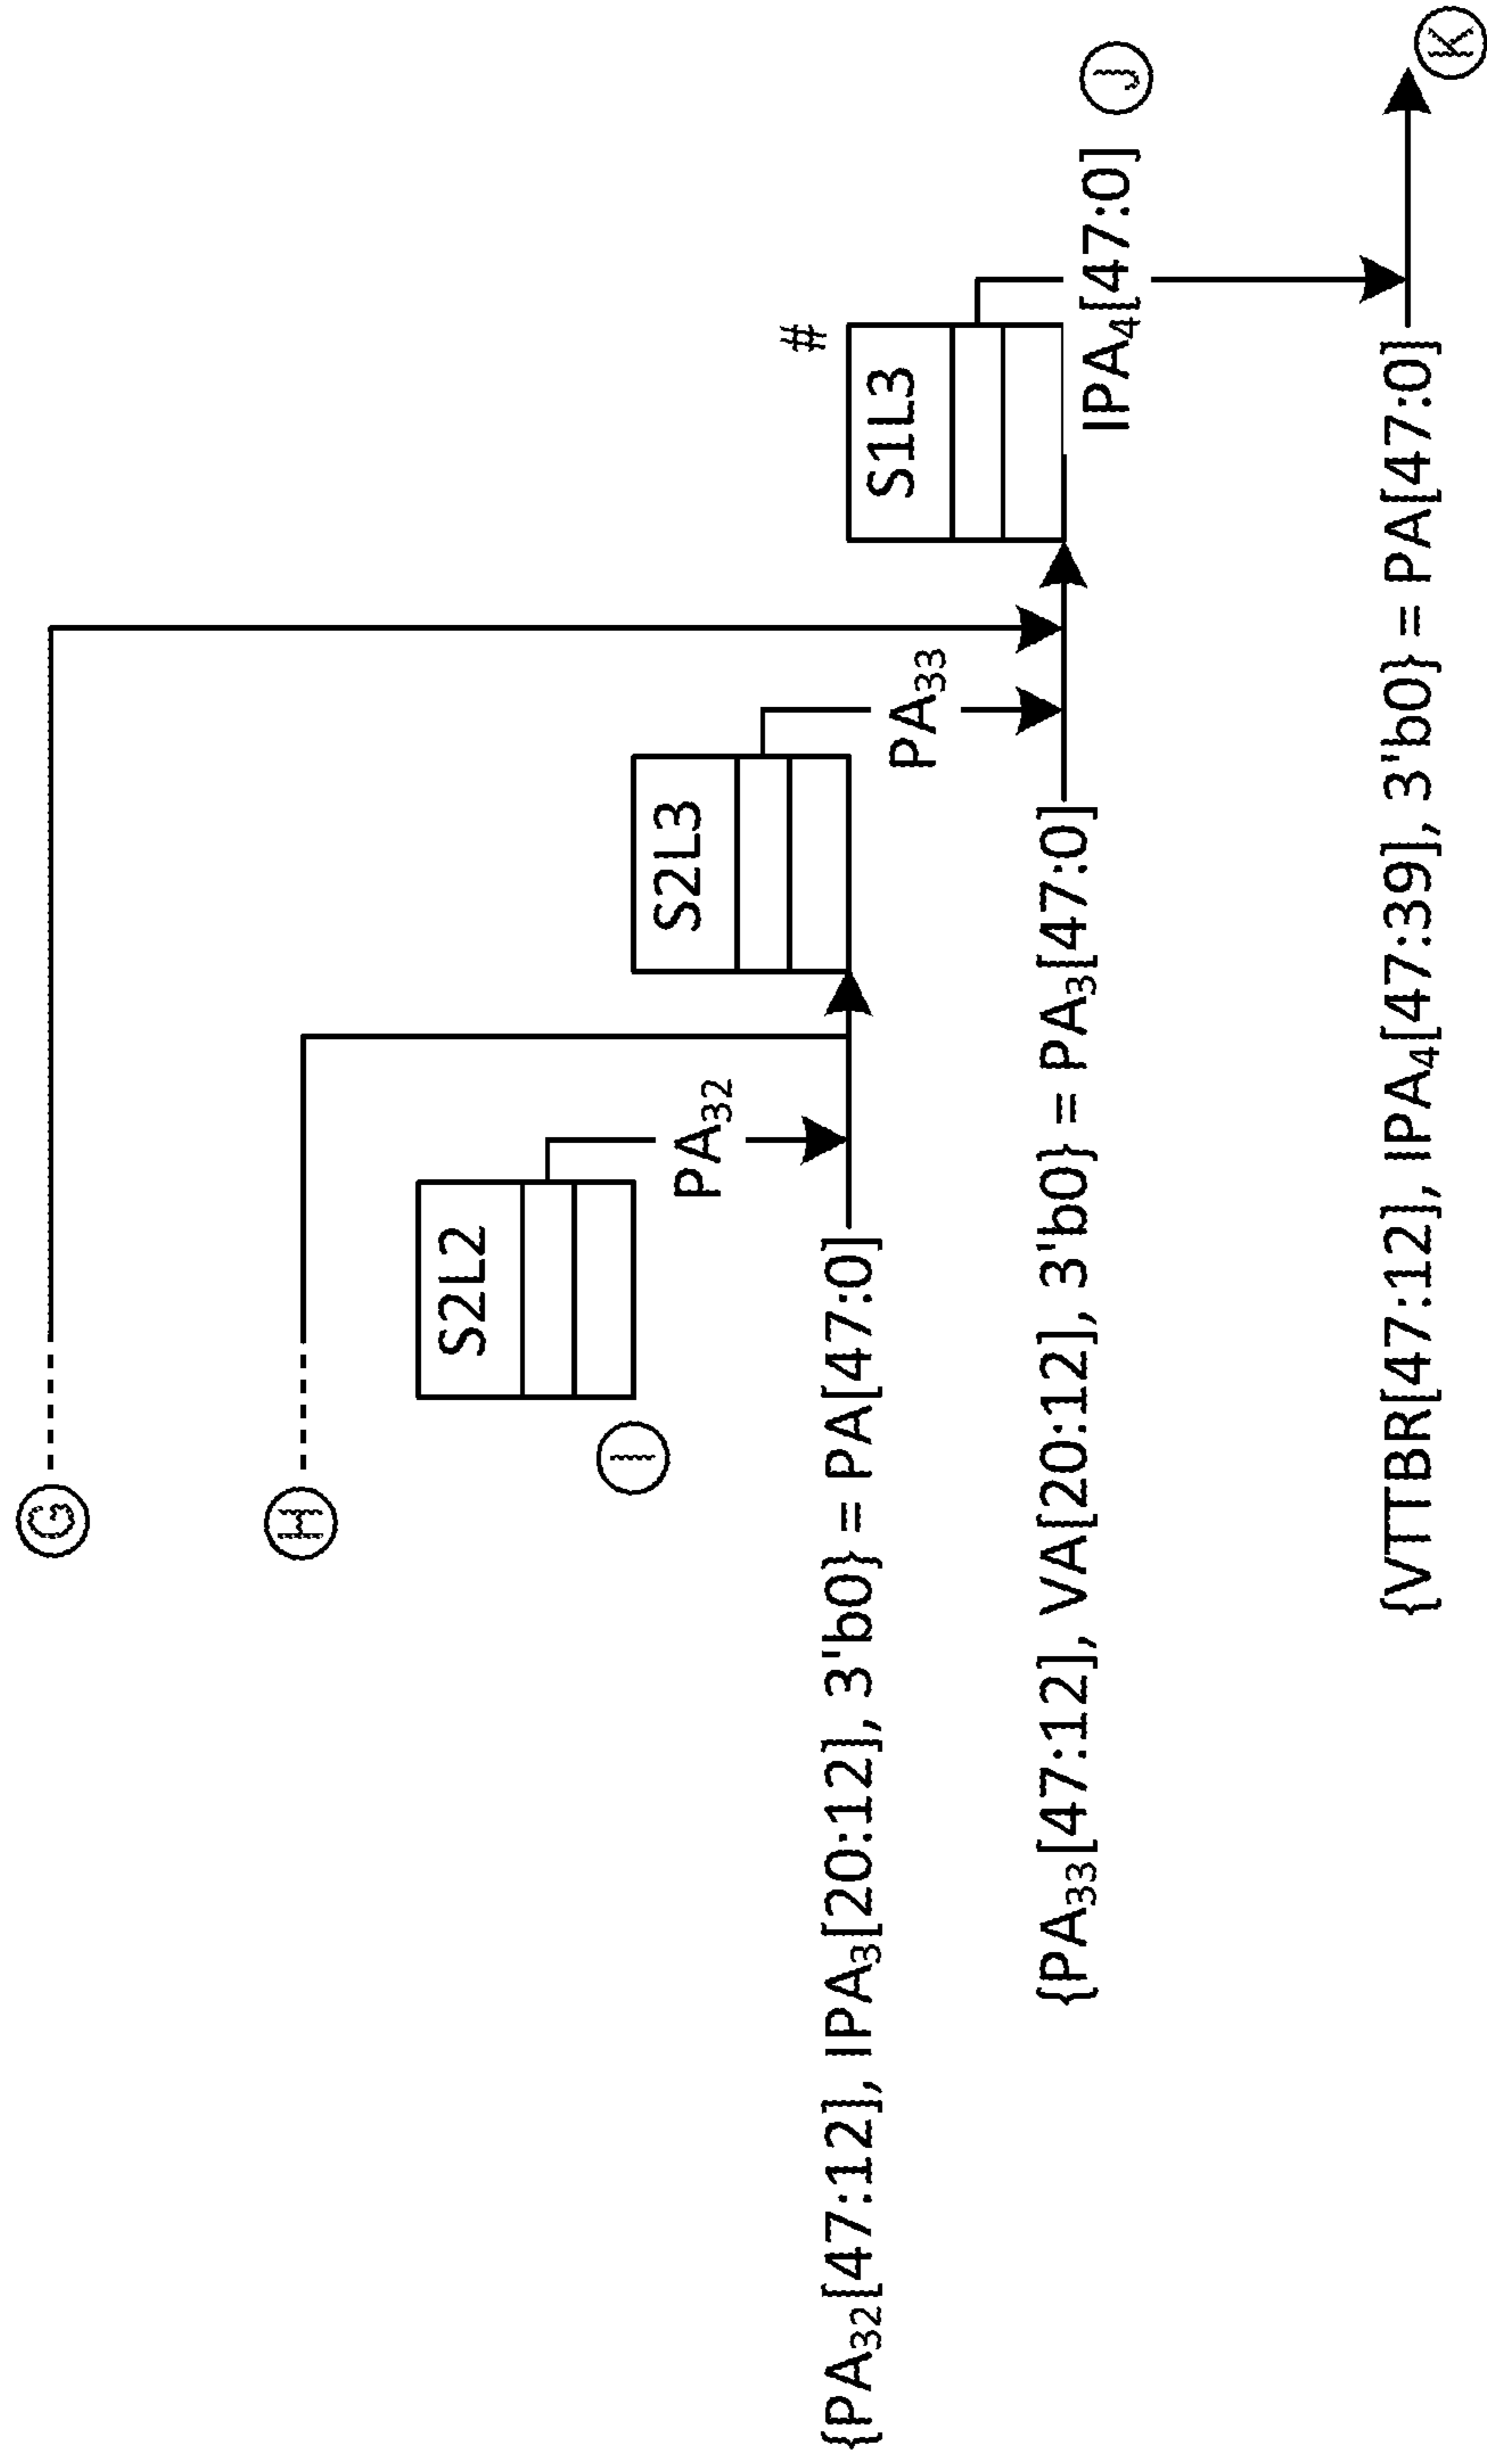 G
H
S2L2
I
PA₃₂
{PA₃₂[47:12], IPA₃[20:12], 3'b0} = PA[47:0]
S2L3
PA₃₃
{PA₃₃[47:12], VA[20:12], 3'b0} = PA₃[47:0]
#
S1L3
IPA₄[47:0]
J
{VTTBR[47:12], IPA₄[47:39], 3'b0} = PA[47:0]
K